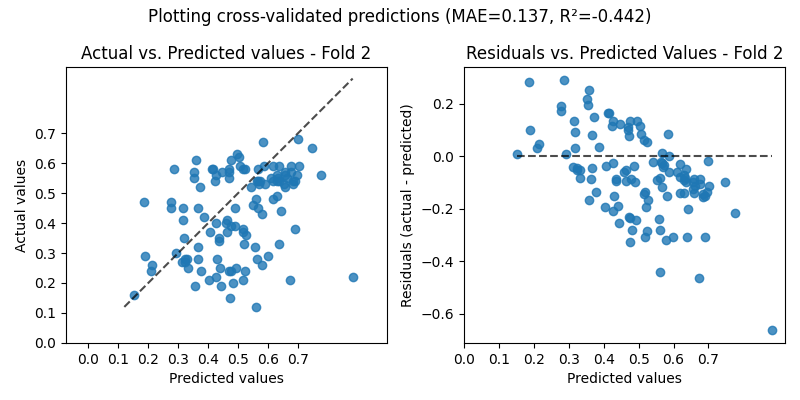 Plotting cross-validated predictions (MAE=0.137, R²=-0.442)
Actual vs. Predicted values - Fold 2
Actual values
0.7
0.6
0.5
0.4
0.3
0.2
0.1
0.0
0.0 0.1 0.2 0.3 0.4 0.5 0.6 0.7
Predicted values
Residuals vs. Predicted Values - Fold 2
Residuals (actual - predicted)
0.2
0.0
−0.2
−0.4
−0.6
0.0 0.1 0.2 0.3 0.4 0.5 0.6 0.7
Predicted values